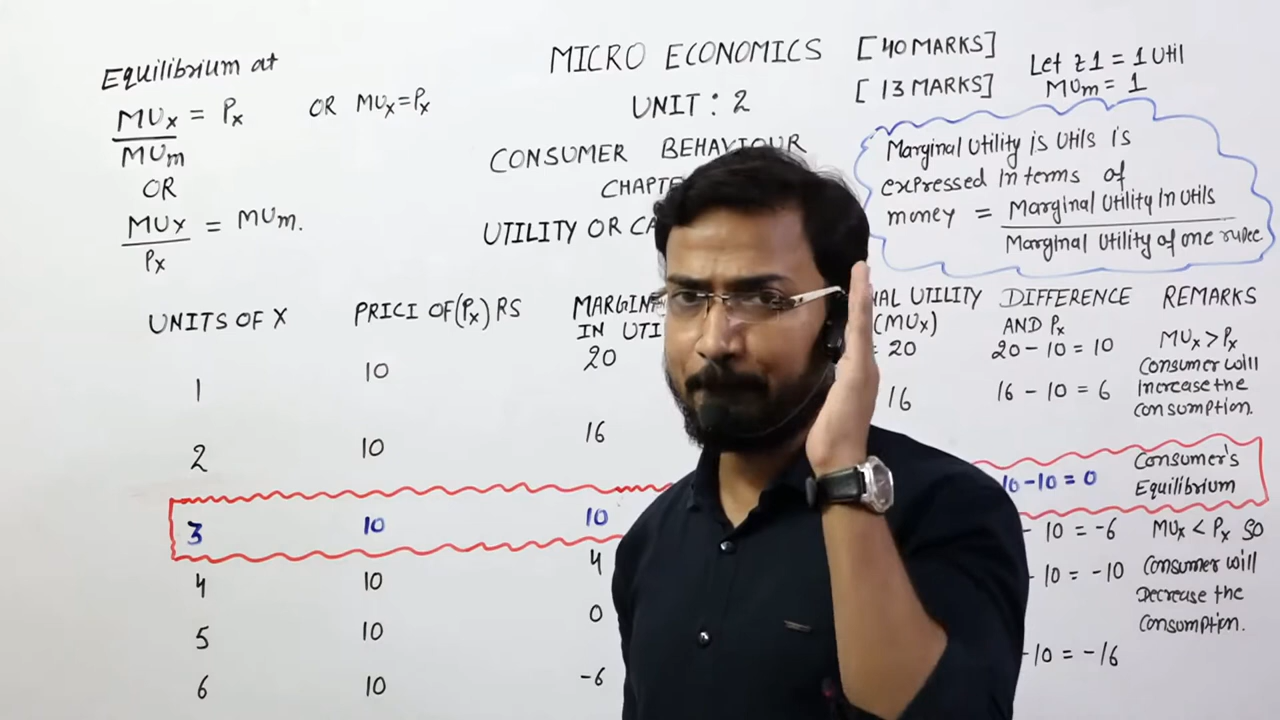 Equilibrium at
MUx = Px OR MUx=Px
MUm
OR
MUx = MUm.
Px
MICRO ECONOMICS [40 MARKS]
UNIT: 2 [13 MARKS]
CONSUMER BEHAVIOUR
UTILITY OR
Let ₹1 = 1 Util
MUm = 1
Marginal Utility is Utils is
expressed in terms of
money = Marginal Utility In Utils
Marginal Utility of one rupee
UNITS OF X PRICE OF(Px) RS UTILITY DIFFERENCE REMARKS
IN (MUx) AND Px
1 10 20 = 20 20 - 10 = 10 MUx > Px
Consumer will
Increase the
Consumption.
2 10 16 16 16 - 10 = 6
3 10 10 10 - 10 = 0 Consumer's
Equilibrium
4 10 4 - 10 = -6 MUx < Px so
5 10 0 - 10 = -10 Consumer will
Decrease the
Consumption.
6 10 -6 - 10 = -16